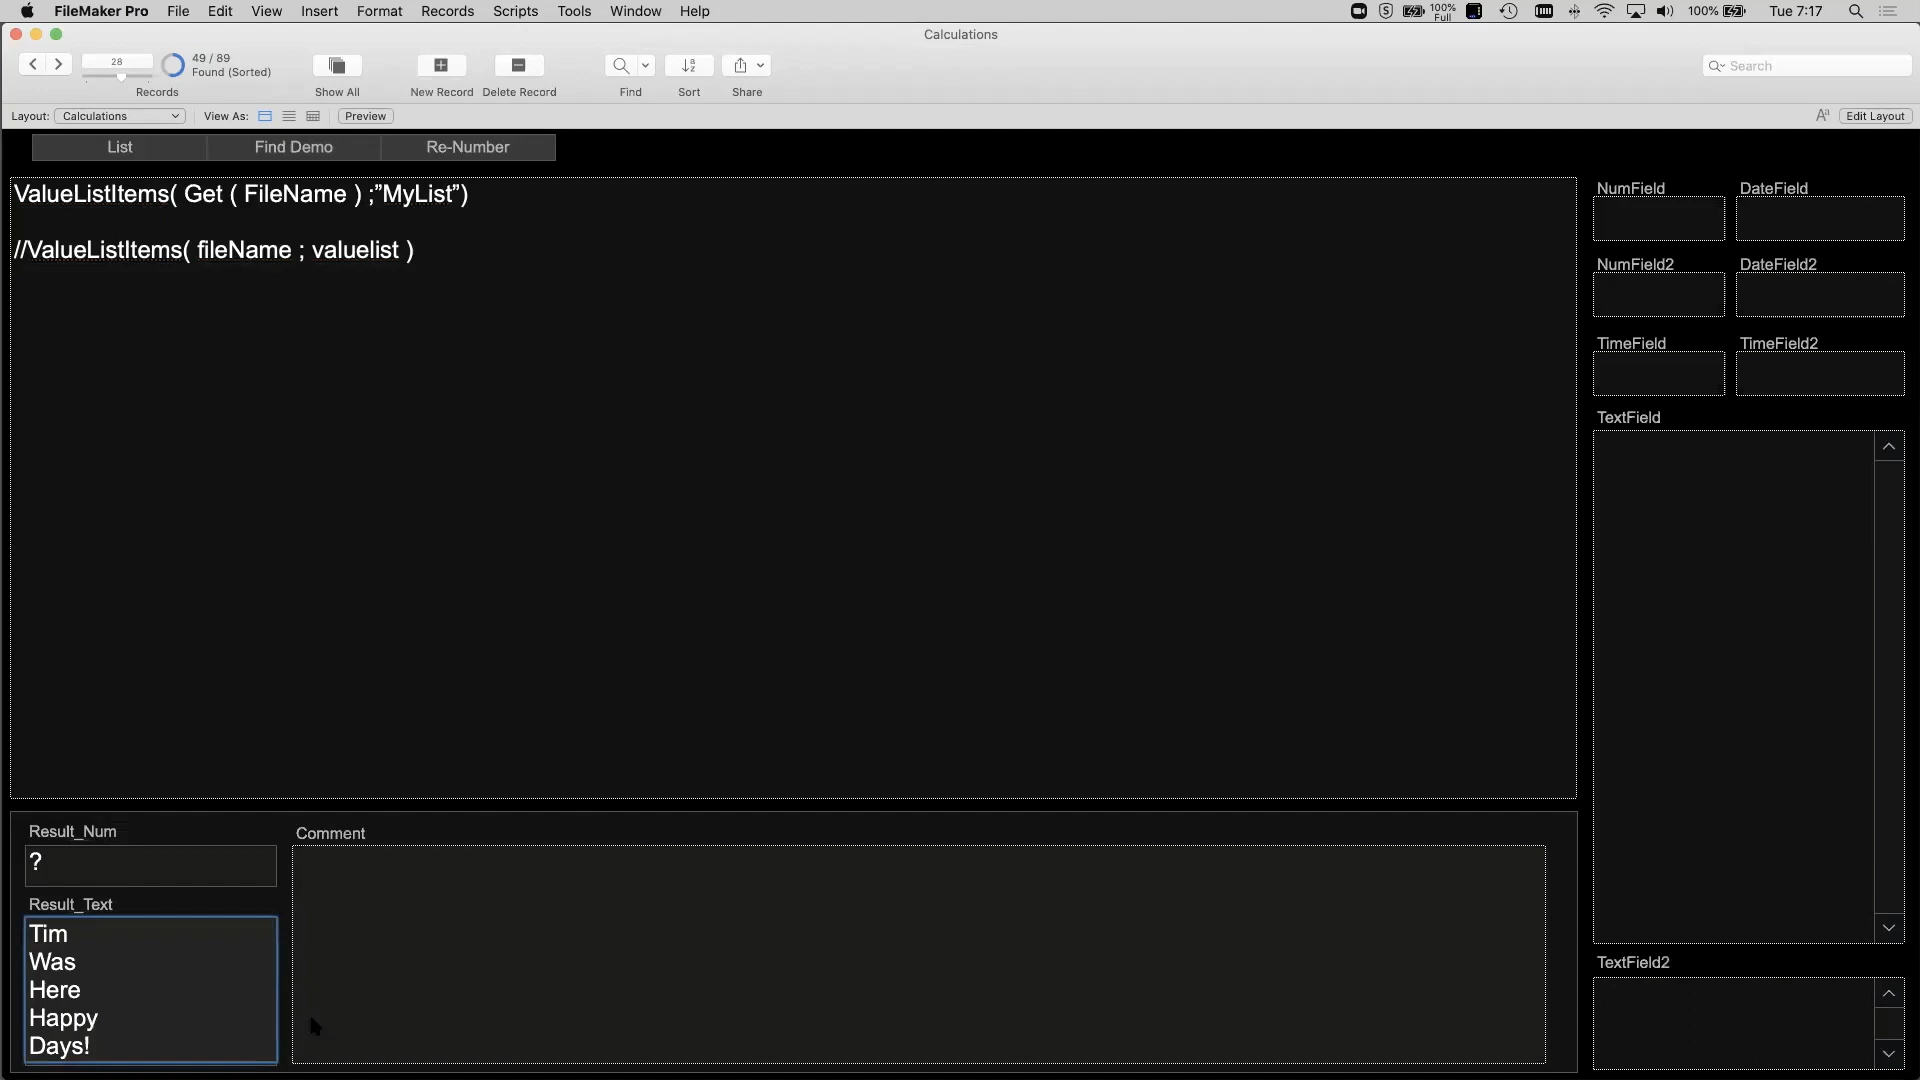 FileMaker Pro File Edit View Insert Format Records Scripts Tools Window Help 100% Full 100% Tue 7:17
Calculations
28 49 / 89 Found (Sorted)
Records Show All New Record Delete Record Find Sort Share Search
Layout: Calculations View As: Preview Aa Edit Layout
List Find Demo Re-Number
ValueListItems( Get ( FileName ) ;”MyList”)
//ValueListItems( fileName ; valuelist )
NumField DateField
NumField2 DateField2
TimeField TimeField2
TextField
TextField2
Result_Num
?
Result_Text
Tim
Was
Here
Happy
Days!
Comment